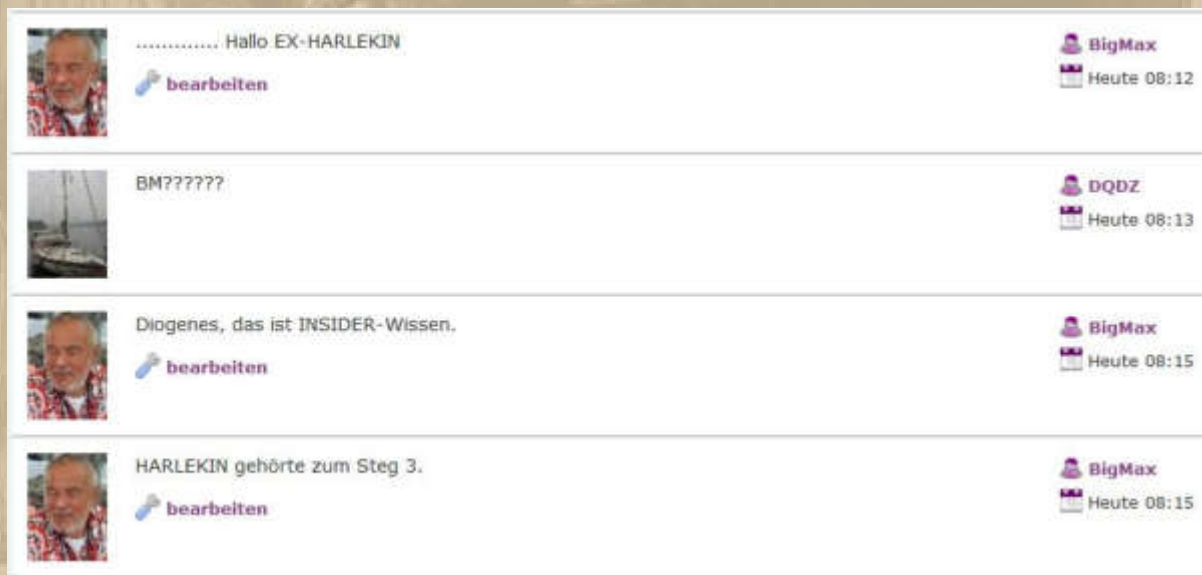 ............. Hallo EX-HARLEKIN
bearbeiten
BigMax
Heute 08:12
BM??????
DQDZ
Heute 08:13
Diogenes, das ist INSIDER-Wissen.
bearbeiten
BigMax
Heute 08:15
HARLEKIN gehörte zum Steg 3.
bearbeiten
BigMax
Heute 08:15